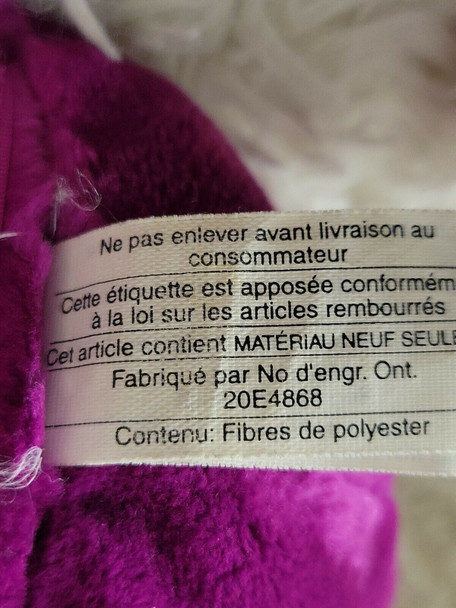 Ne pas enlever avant livraison au
consommateur
Cette étiquette est apposée conformém
à la loi sur les articles rembourrés
Cet article contient MATÉRIAU NEUF SEULE
Fabriqué par No d'engr. Ont.
20E4868
Contenu: Fibres de polyester